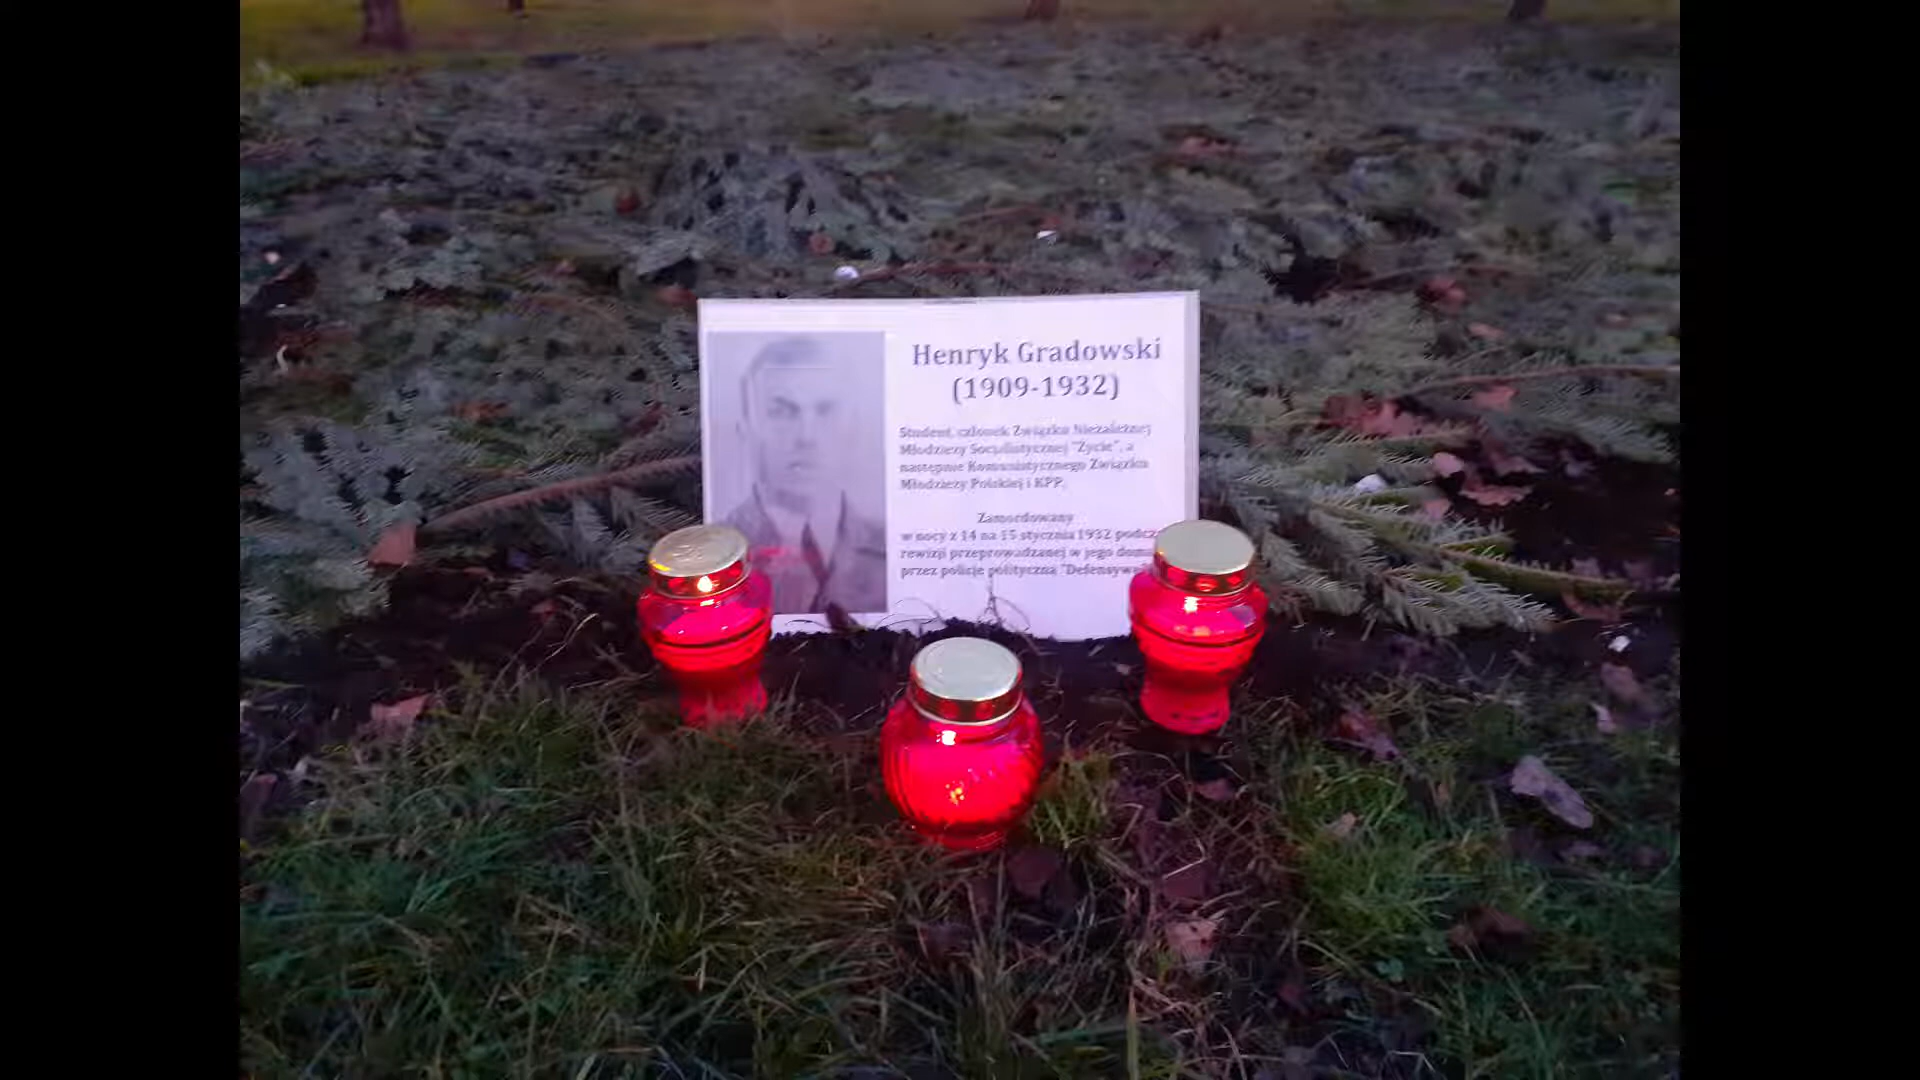 Henryk Gradowski
(1909-1932)
Student, członek Związku Niezależnej
Młodzieży Socjalistycznej "Życie", a
następnie Komunistycznego Związku
Młodzieży Polskiej i KPP.
Zamordowany
w nocy z 14 na 15 stycznia 1932 podcz
rewizji przeprowadzanej w jego domu
przez policję polityczną "Defensywa"